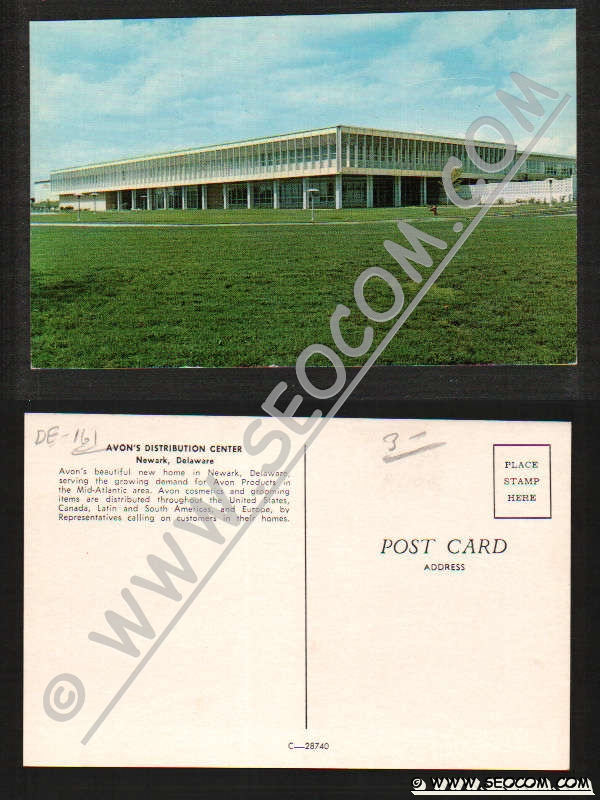 © WWW.SEOCOM.COM
DE-161
AVON'S DISTRIBUTION CENTER
Newark, Delaware
Avon's beautiful new home in Newark, Delaware,
serving the growing demand for Avon Products in
the Mid-Atlantic area. Avon cosmetics and grooming
items are distributed throughout the United States,
Canada, Latin and South Americas, and Europe, by
Representatives calling on customers in their homes.
3-
PLACE
STAMP
HERE
POST CARD
ADDRESS
C—28740
© WWW.SEOCOM.COM